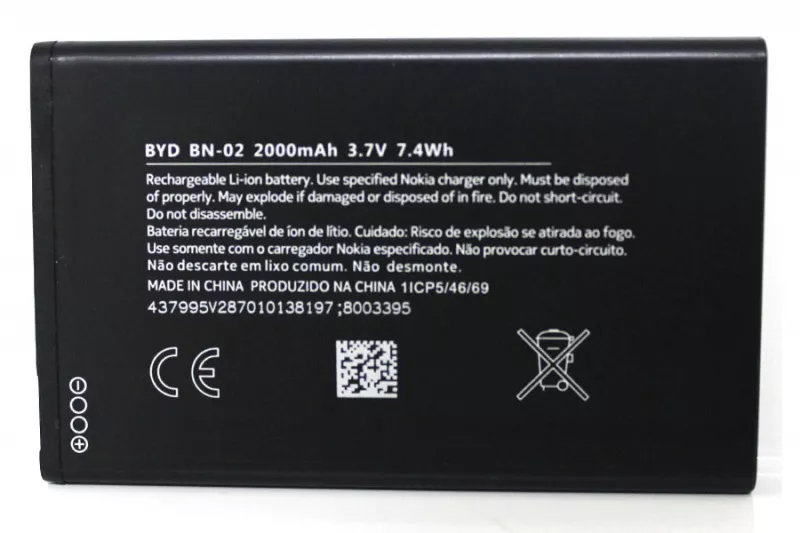 BYD BN-02 2000mAh 3.7V 7.4Wh
Rechargeable Li-ion battery. Use specified Nokia charger only. Must be disposed
of properly. May explode if damaged or disposed of in fire. Do not short-circuit.
Do not disassemble.
Bateria recarregável de íon de lítio. Cuidado: Risco de explosão se atirada ao fogo.
Use somente com o carregador Nokia especificado. Não provocar curto-circuito.
Não descarte em lixo comum. Não desmonte.
MADE IN CHINA PRODUZIDO NA CHINA 1ICP5/46/69
437995V287010138197;8003395
CE